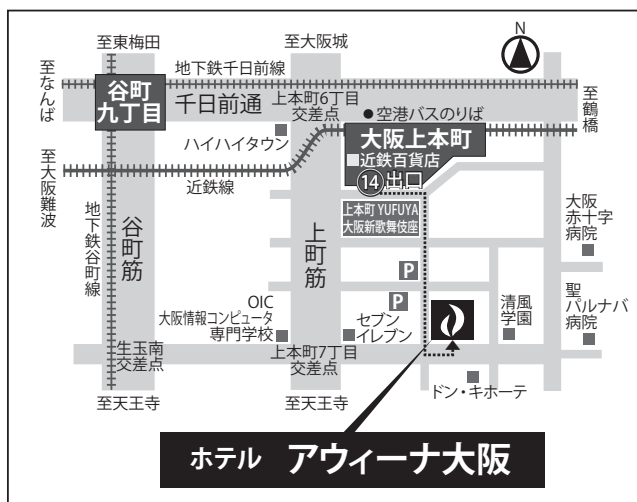 至東梅田
至大阪城
N
至なんば
地下鉄千日前線
谷町
九丁目
千日前通
上本町6丁目
交差点
空港バスのりば
至鶴橋
ハイハイタウン
大阪上本町
近鉄百貨店
14出口
至大阪難波
近鉄線
地下鉄谷町線
谷町筋
上町筋
上本町 YUFUYA
大阪新歌舞伎座
大阪
赤十字
病院
P
P
OIC
大阪情報コンピュータ
専門学校
セブン
イレブン
清風
学園
聖
バルナバ
病院
生玉南
交差点
上本町7丁目
交差点
ドン・キホーテ
至天王寺
至天王寺
ホテル アウィーナ大阪